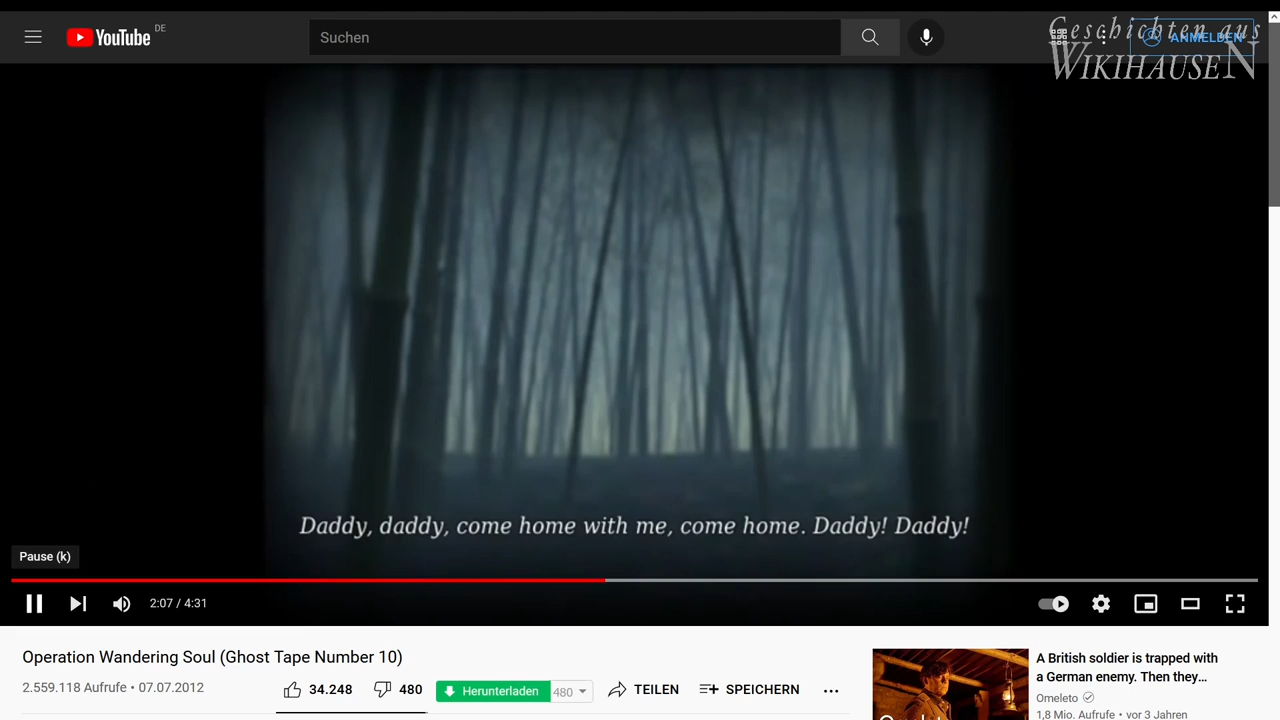 YouTube DE
Suchen
ANMELDEN
Geschichten aus
WIKIHAUSEN
Daddy, daddy, come home with me, come home. Daddy! Daddy!
Pause (k)
2:07 / 4:31
Operation Wandering Soul (Ghost Tape Number 10)
2.559.118 Aufrufe • 07.07.2012
34.248
480
Herunterladen
480
TEILEN
SPEICHERN
A British soldier is trapped with
a German enemy. Then they…
Omeleto
1,8 Mio. Aufrufe • vor 3 Jahren
Omeleto